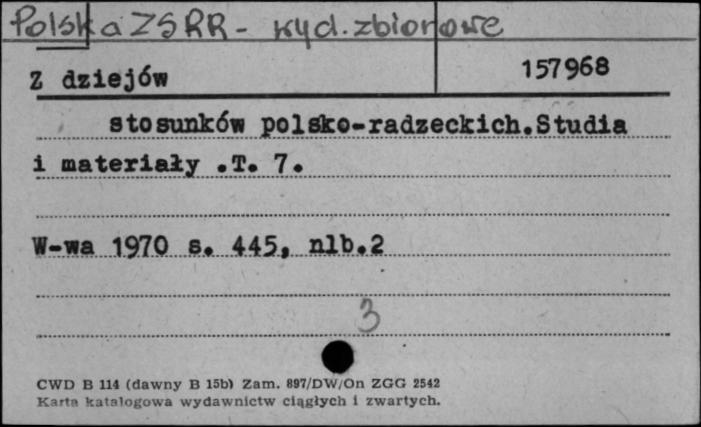 Polska ZSRR - wyd. zbiorowe
Z dziejów 157968
stosunków polsko-radzeckich.Studia
i materiały .T. 7.
W-wa 1970 s. 445, nlb.2
3
CWD B 114 (dawny B 15b) Zam. 897/DW/On ZGG 2542
Karta katalogowa wydawnictw ciągłych i zwartych.